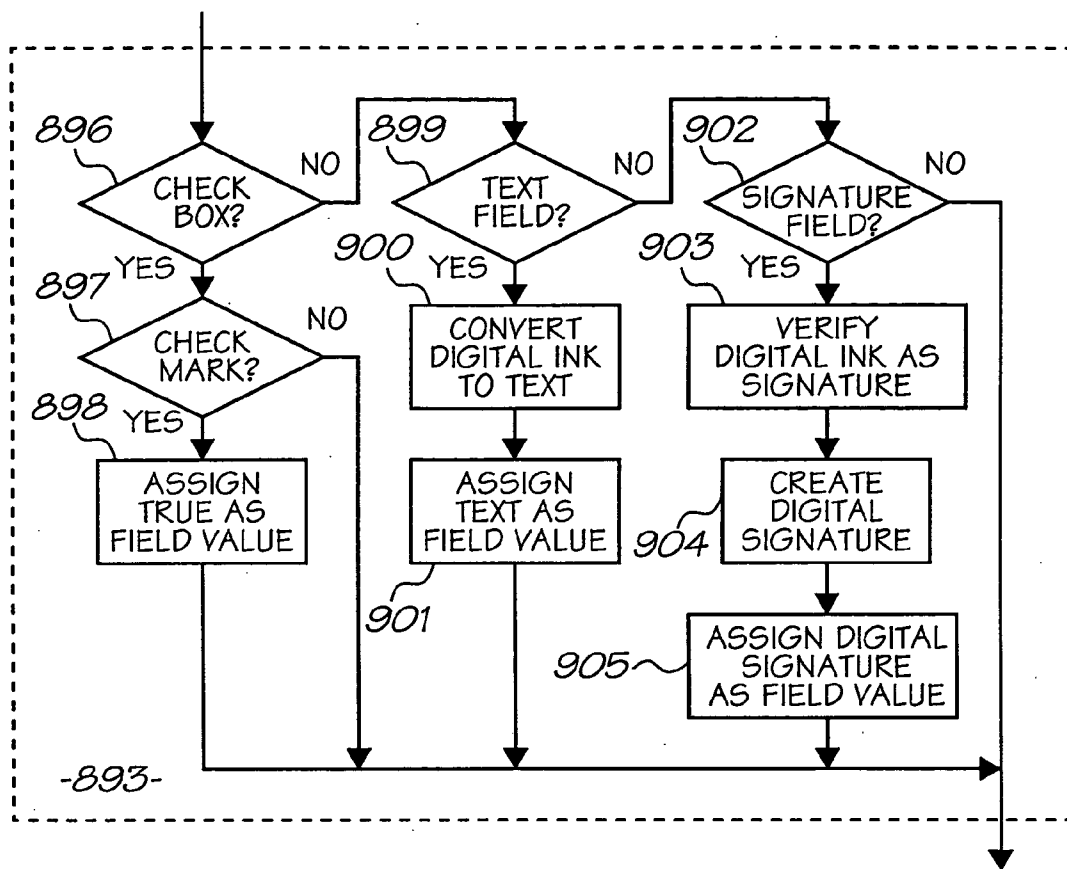 896
CHECK
BOX?
NO
YES
897
CHECK
MARK?
NO
YES
898
ASSIGN
TRUE AS
FIELD VALUE
899
TEXT
FIELD?
NO
YES
900
CONVERT
DIGITAL INK
TO TEXT
ASSIGN
TEXT AS
FIELD VALUE
901
902
SIGNATURE
FIELD?
NO
YES
903
VERIFY
DIGITAL INK AS
SIGNATURE
CREATE
DIGITAL
SIGNATURE
904
ASSIGN DIGITAL
SIGNATURE
AS FIELD VALUE
905
-893-